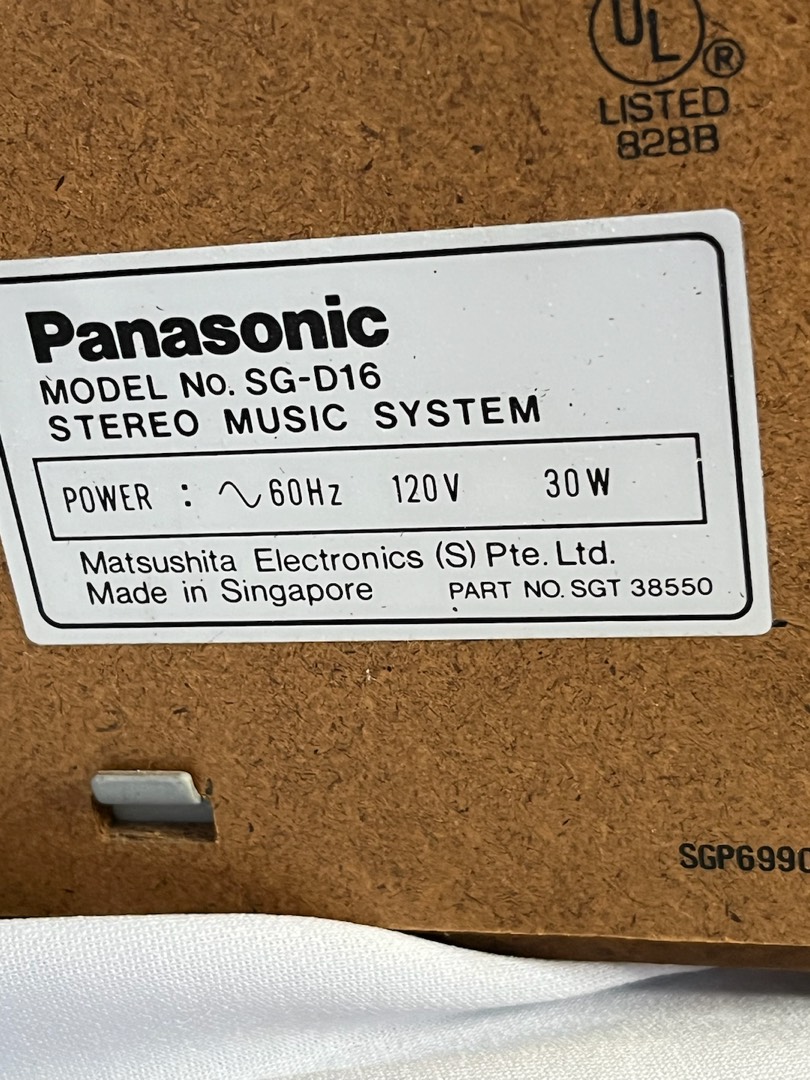 UL ®
LISTED
828B
Panasonic
MODEL No. SG-D16
STEREO MUSIC SYSTEM
POWER : ∿ 60Hz 120V 30W
Matsushita Electronics (S) Pte. Ltd.
Made in Singapore PART NO. SGT 38550